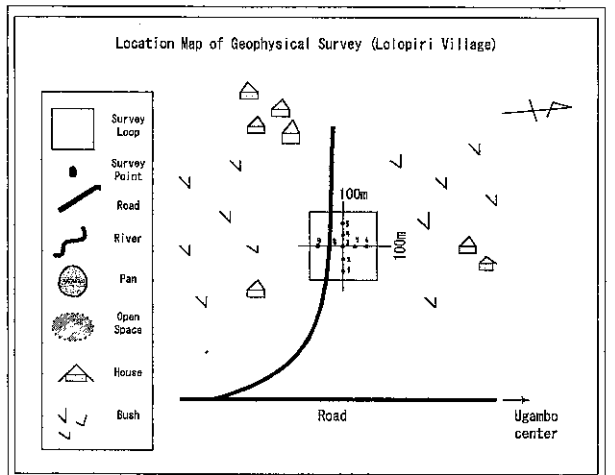 Location Map of Geophysical Survey (Lolopiri Village)
Survey
Loop
Survey
Point
Road
River
Pan
Open
Space
House
Bush
100m
100m
Road
Ugambo
center